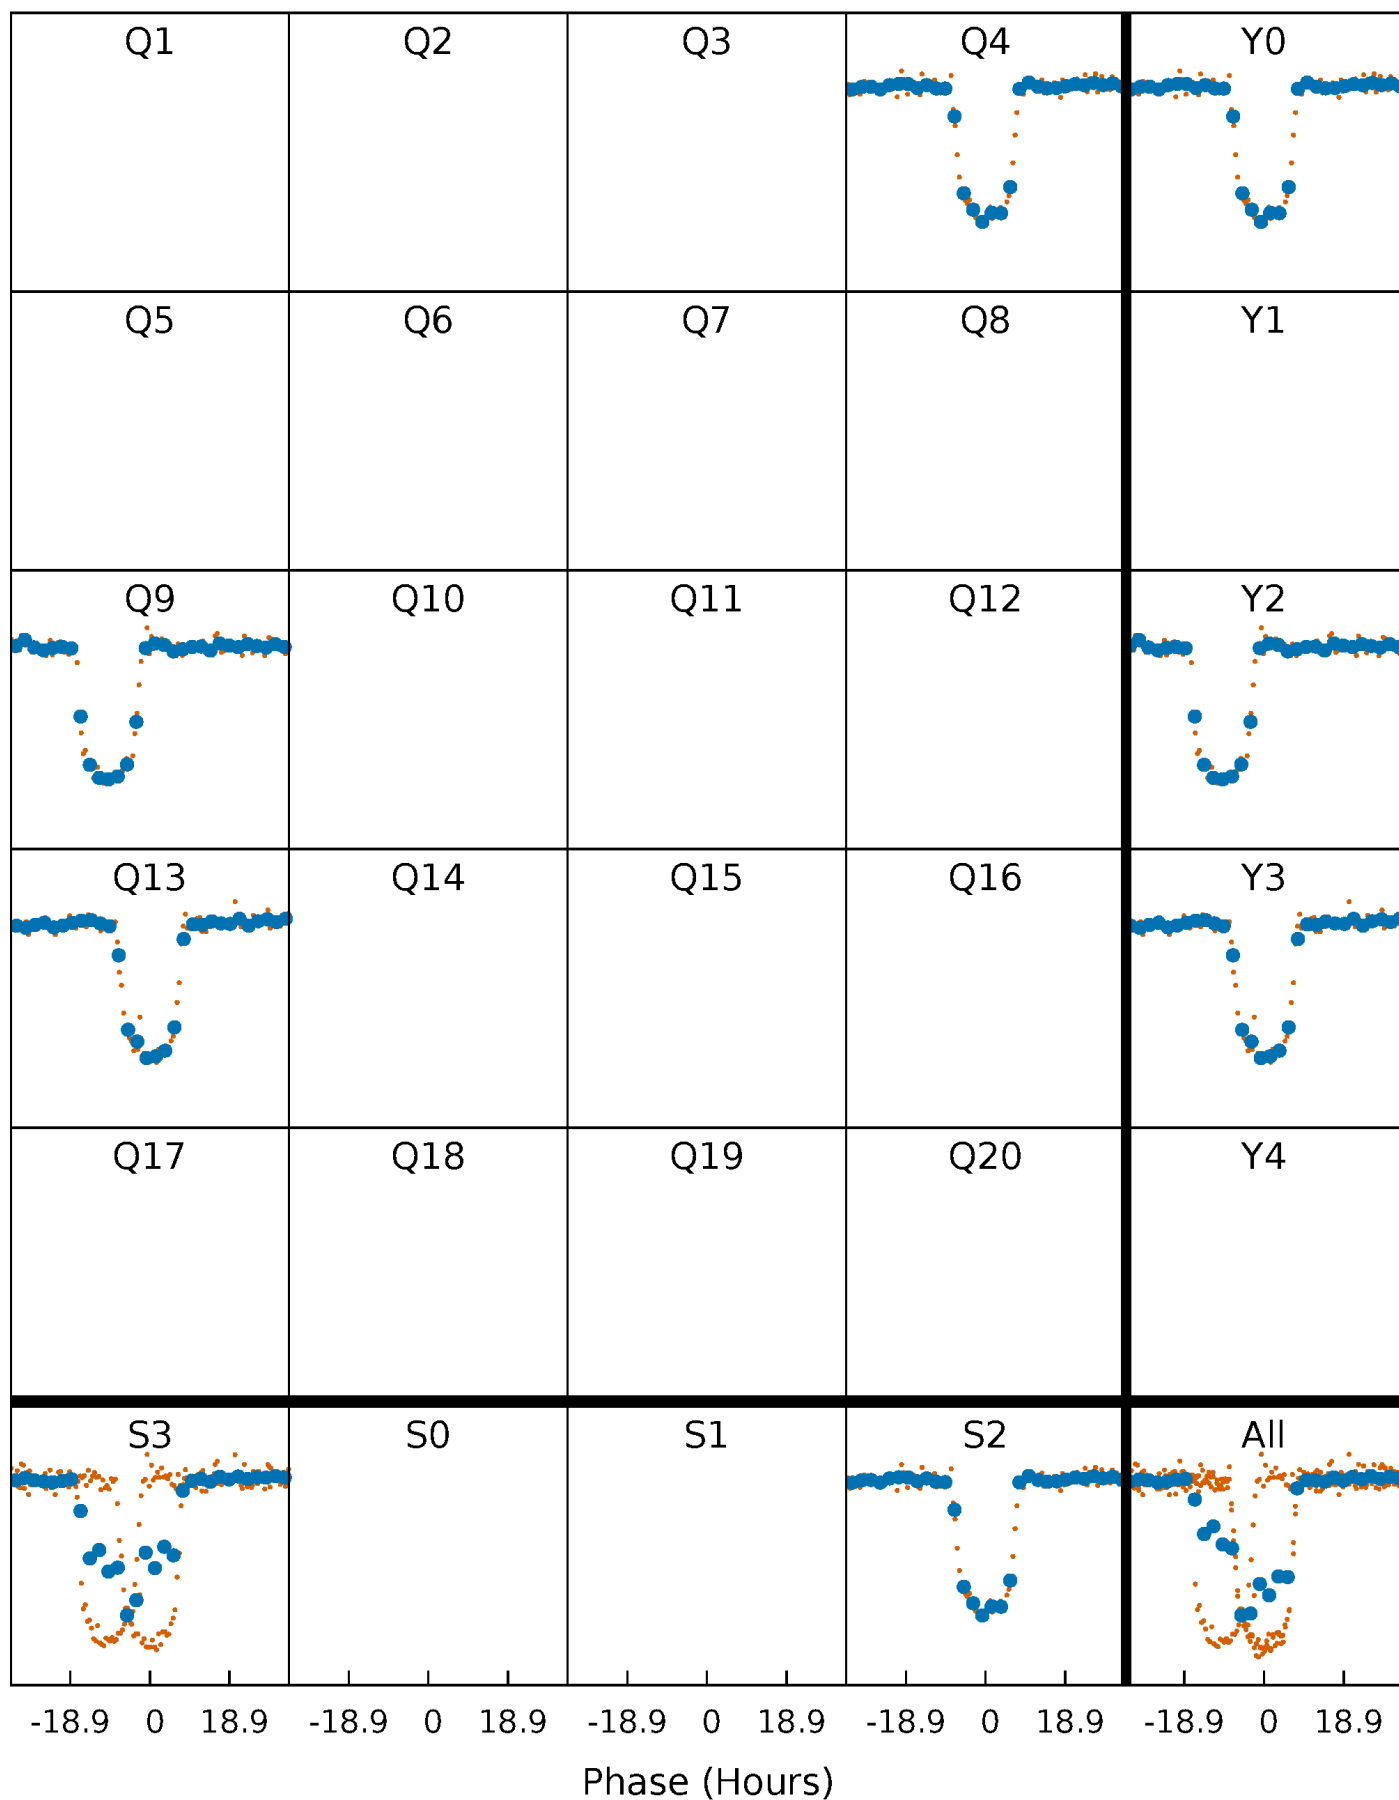 Q1 Q2 Q3 Q4 Y0
Q5 Q6 Q7 Q8 Y1
Q9 Q10 Q11 Q12 Y2
Q13 Q14 Q15 Q16 Y3
Q17 Q18 Q19 Q20 Y4
S3 S0 S1 S2 All
-18.9 0 18.9 -18.9 0 18.9 -18.9 0 18.9 -18.9 0 18.9 -18.9 0 18.9
Phase (Hours)